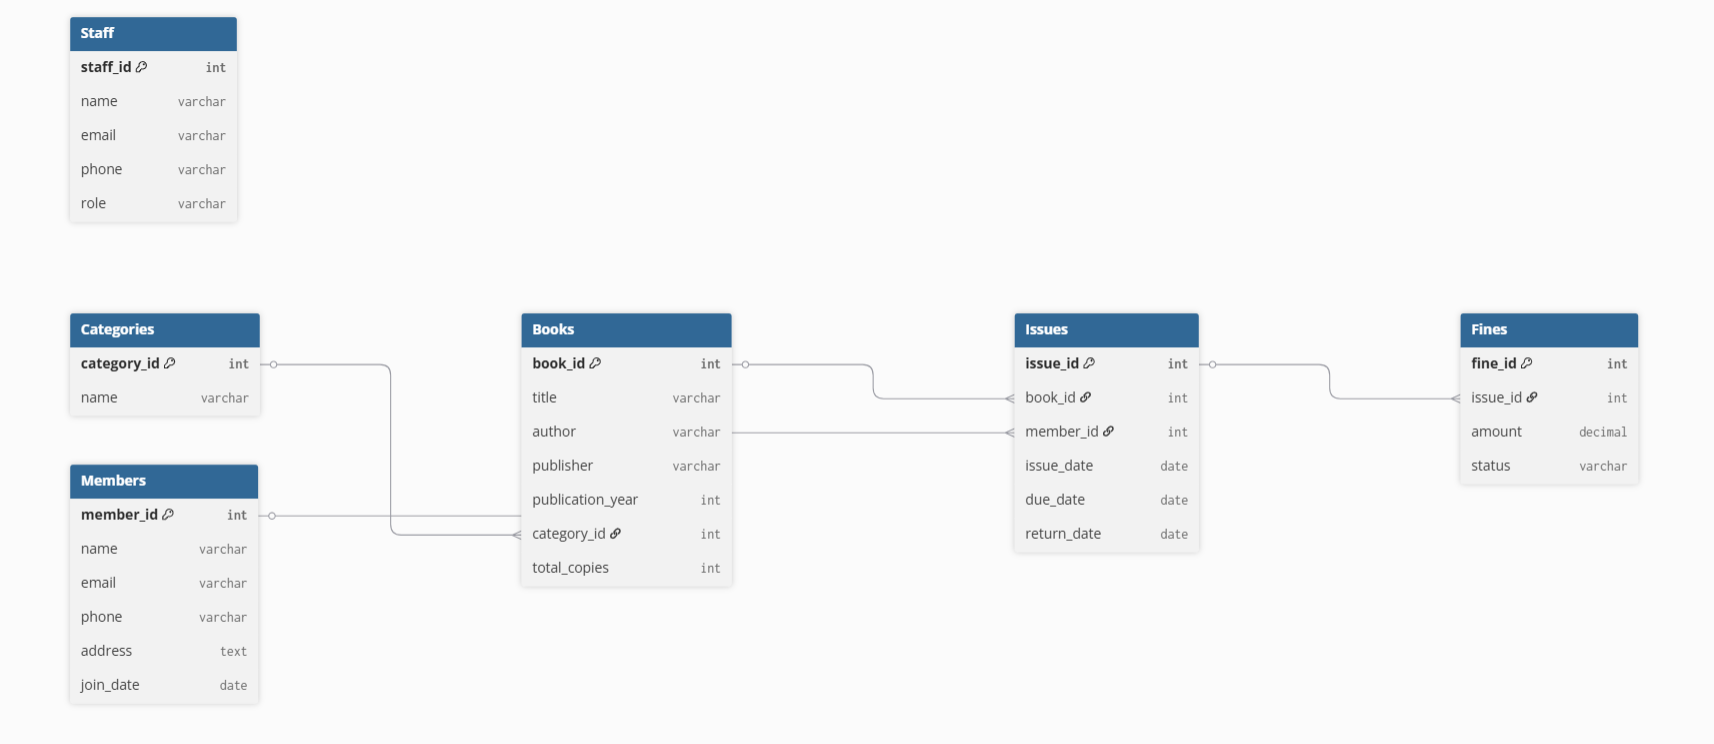 Staff
staff_id int
name varchar
email varchar
phone varchar
role varchar
Categories
category_id int
name varchar
Members
member_id int
name varchar
email varchar
phone varchar
address text
join_date date
Books
book_id int
title varchar
author varchar
publisher varchar
publication_year int
category_id int
total_copies int
Issues
issue_id int
book_id int
member_id int
issue_date date
due_date date
return_date date
Fines
fine_id int
issue_id int
amount decimal
status varchar